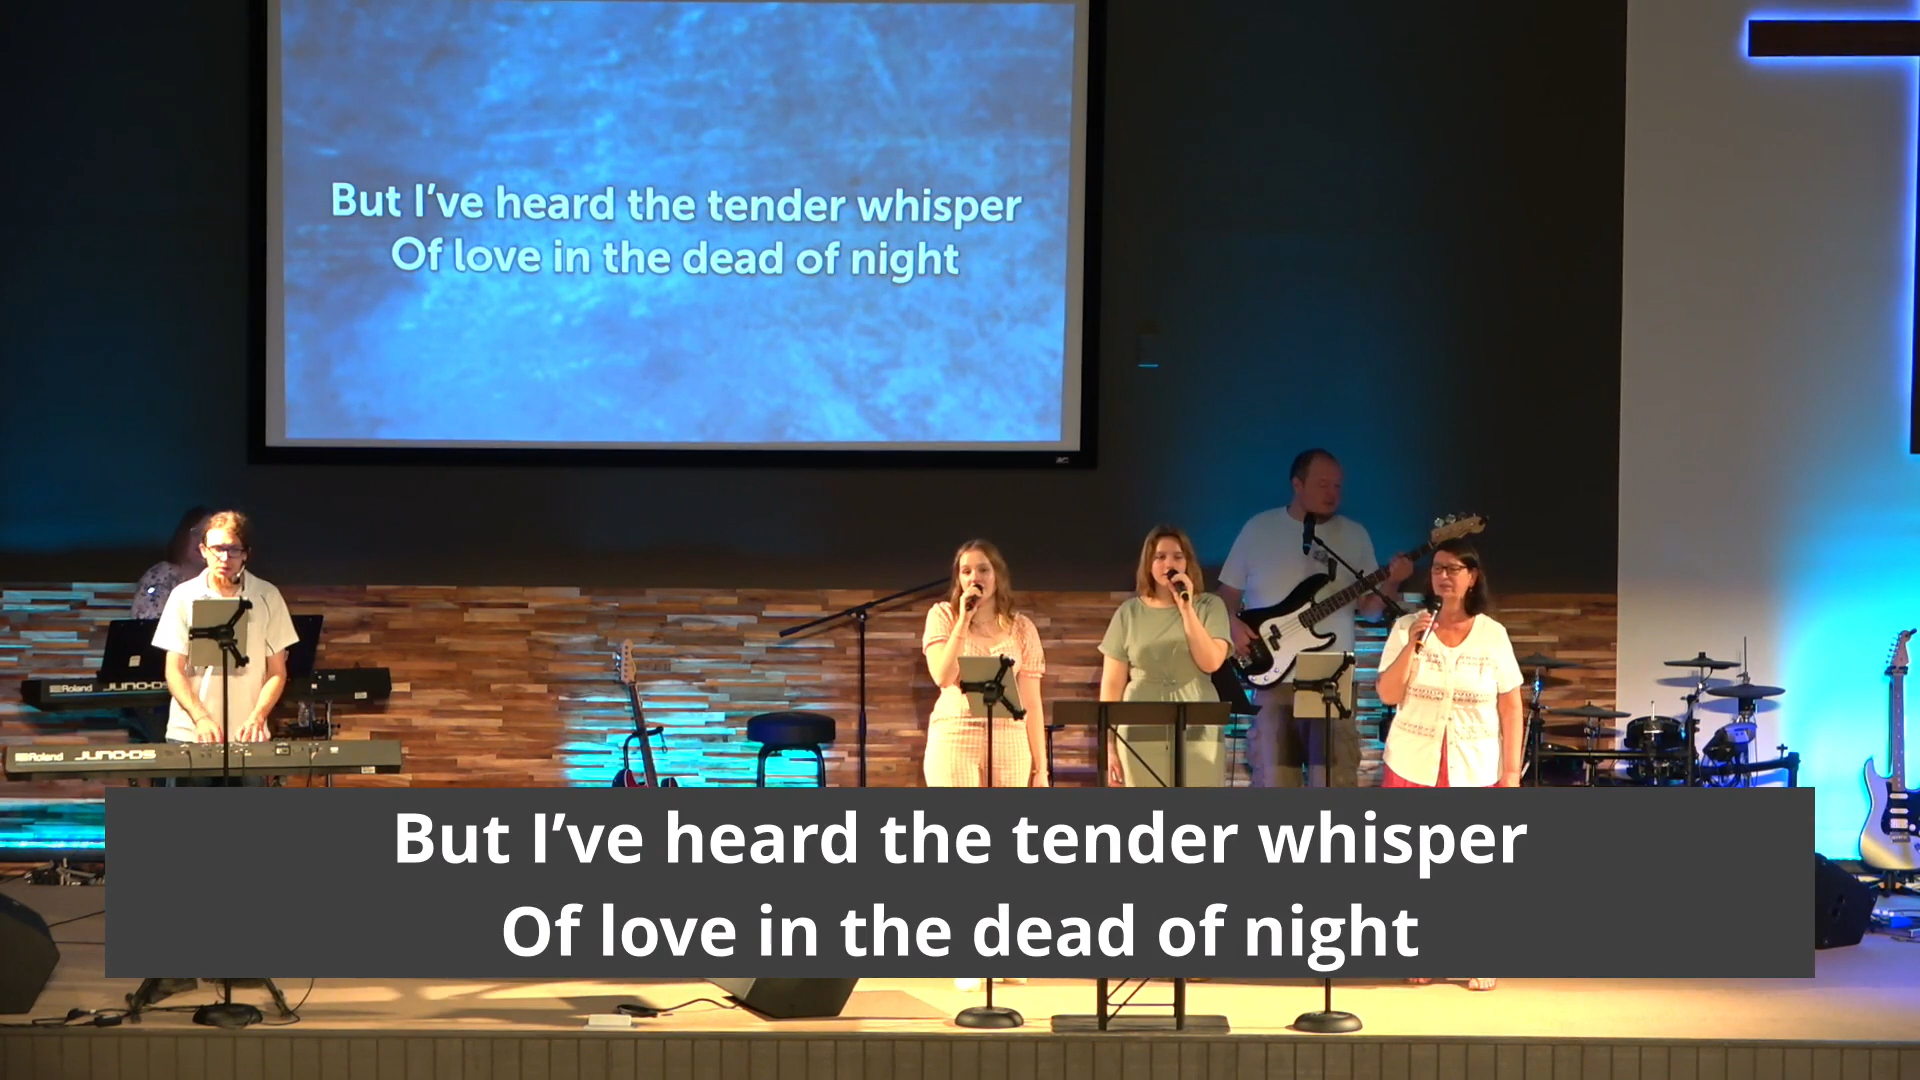 But I've heard the tender whisper
Of love in the dead of night
Roland JUNO-DS
Roland JUNO-DS
But I've heard the tender whisper
Of love in the dead of night